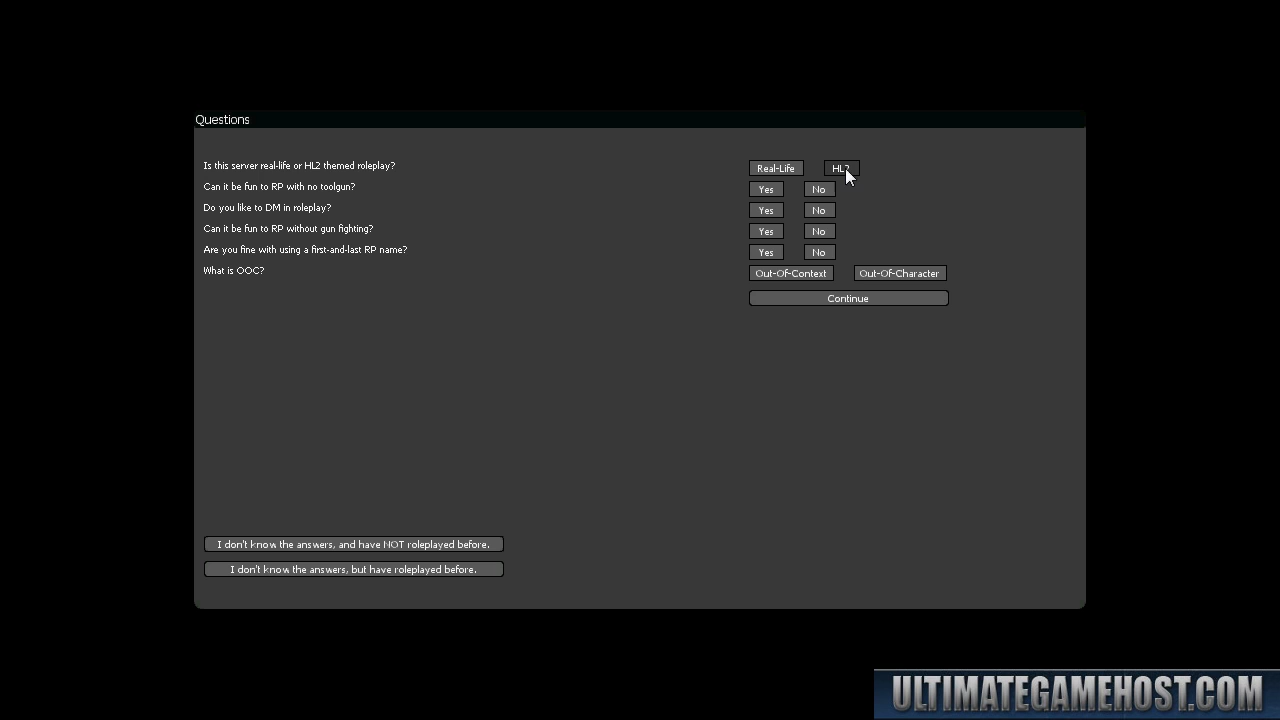 Questions
Is this server real-life or HL2 themed roleplay? Real-Life HL2
Can it be fun to RP with no toolgun? Yes No
Do you like to DM in roleplay? Yes No
Can it be fun to RP without gun fighting? Yes No
Are you fine with using a first-and-last RP name? Yes No
What is OOC? Out-Of-Context Out-Of-Character
Continue
I don't know the answers, and have NOT roleplayed before.
I don't know the answers, but have roleplayed before.
ULTIMATEGAMEHOST.COM